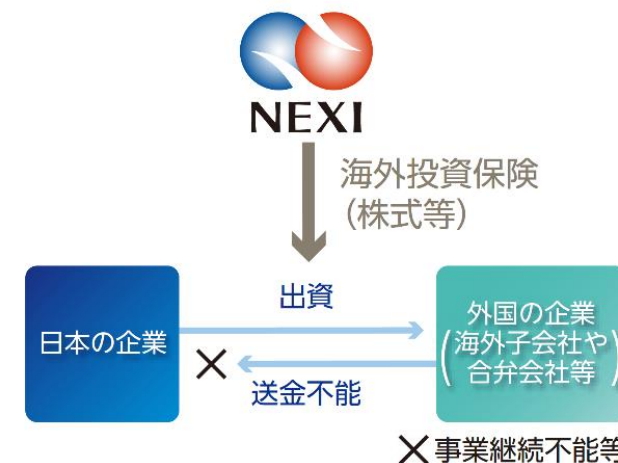 NEXI
海外投資保険
(株式等)
出資
日本の企業
外国の企業
(海外子会社や
合弁会社等)
×
送金不能
×事業継続不能等